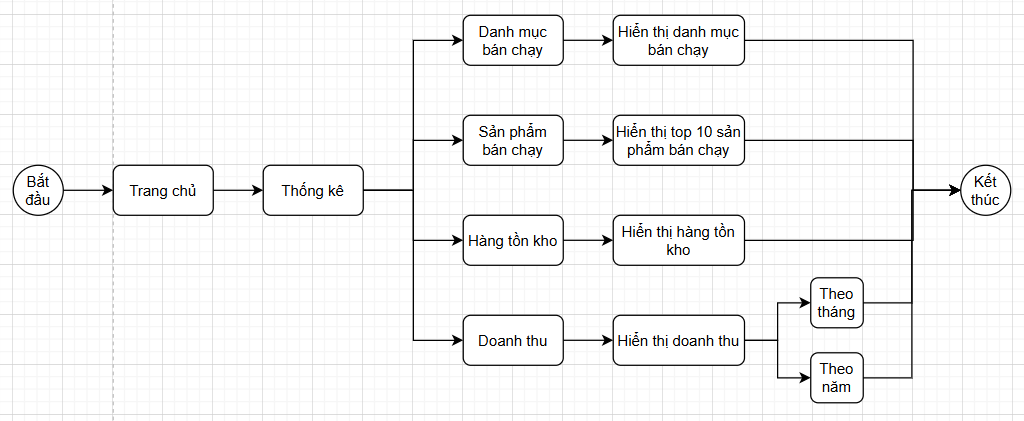 Bắt
đầu
Trang chủ
Thống kê
Danh mục
bán chạy
Hiển thị danh mục
bán chạy
Sản phẩm
bán chạy
Hiển thị top 10 sản
phẩm bán chạy
Hàng tồn kho
Hiển thị hàng tồn
kho
Doanh thu
Hiển thị doanh thu
Theo
tháng
Theo
năm
Kết
thúc